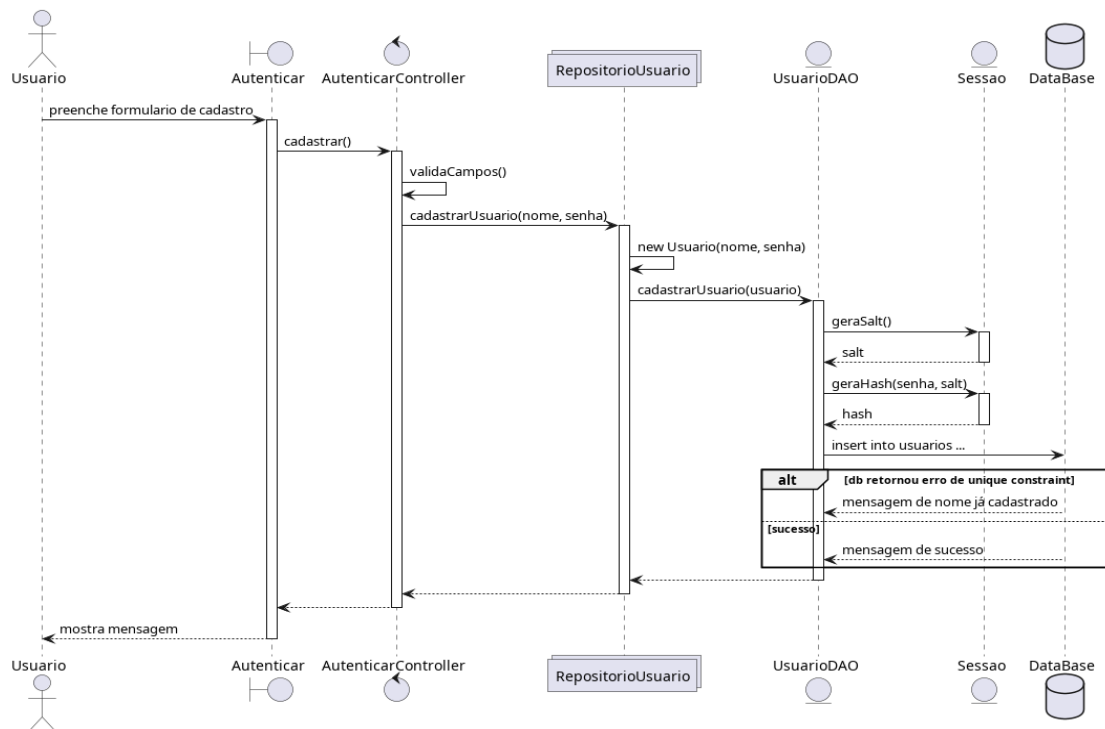 Usuario
Autenticar
AutenticarController
RepositorioUsuario
UsuarioDAO
Sessao
DataBase
preenche formulario de cadastro
cadastrar()
validaCampos()
cadastrarUsuario(nome, senha)
new Usuario(nome, senha)
cadastrarUsuario(usuario)
geraSalt()
salt
geraHash(senha, salt)
hash
insert into usuarios ...
alt
[db retornou erro de unique constraint]
mensagem de nome já cadastrado
[sucesso]
mensagem de sucesso
mostra mensagem
Usuario
Autenticar
AutenticarController
RepositorioUsuario
UsuarioDAO
Sessao
DataBase